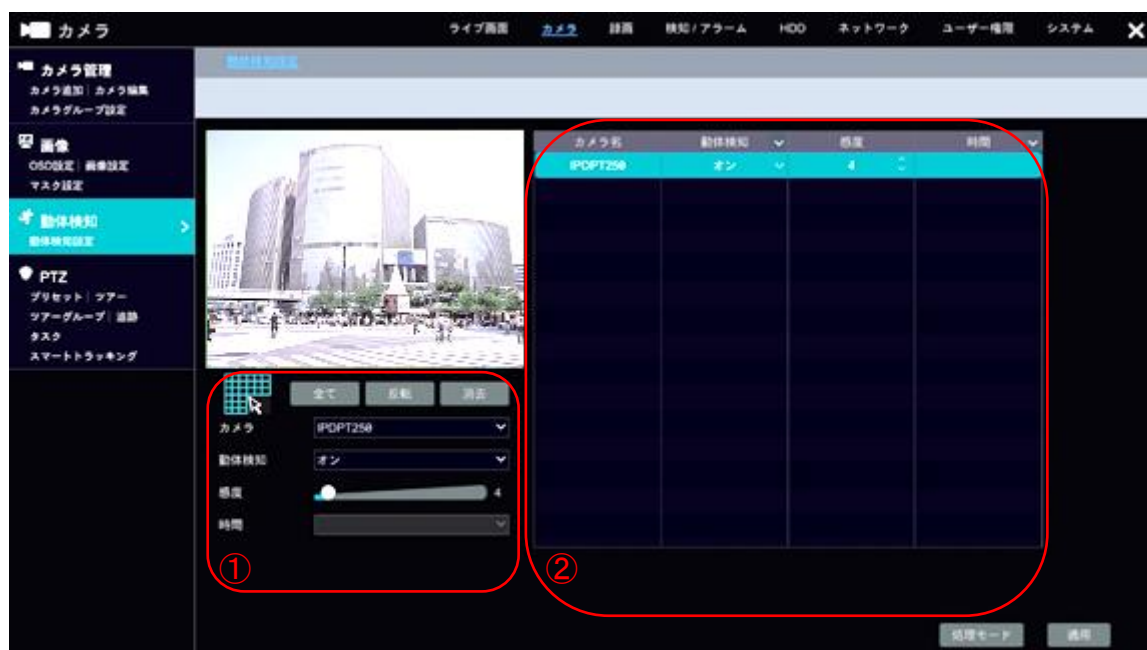 カメラ ライブ画面 カメラ 録画 検知/アラーム HDD ネットワーク ユーザー権限 システム
カメラ管理
カメラ追加 カメラ編集
カメラグループ設定
動体検知設定
画像
OSD設定 画像設定
マスク設定
動体検知
動体検知設定
PTZ
プリセット ツアー
ツアーグループ 追跡
タスク
スマートトラッキング
全て 反転 消去
カメラ IPDPT250
動体検知 オン
感度 4
時間
①
カメラ名 動体検知 感度 時間
IPDPT250 オン 4
②
処理モード 適用